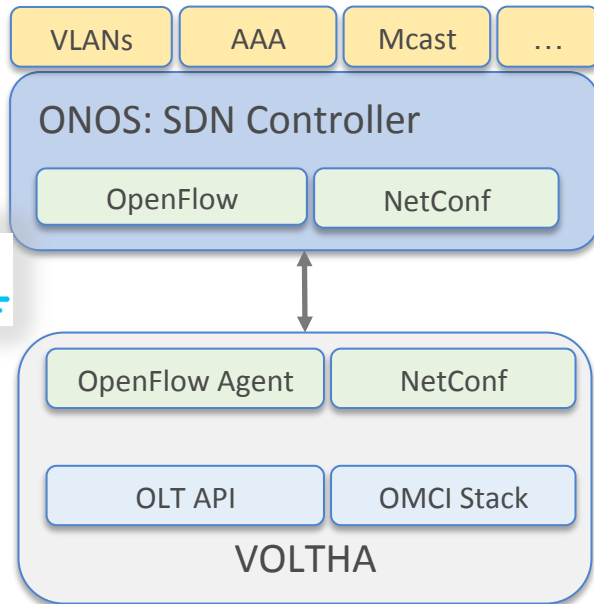 VLANs
AAA
Mcast
...
ONOS: SDN Controller
OpenFlow
NetConf
OpenFlow Agent
NetConf
OLT API
OMCI Stack
VOLTHA